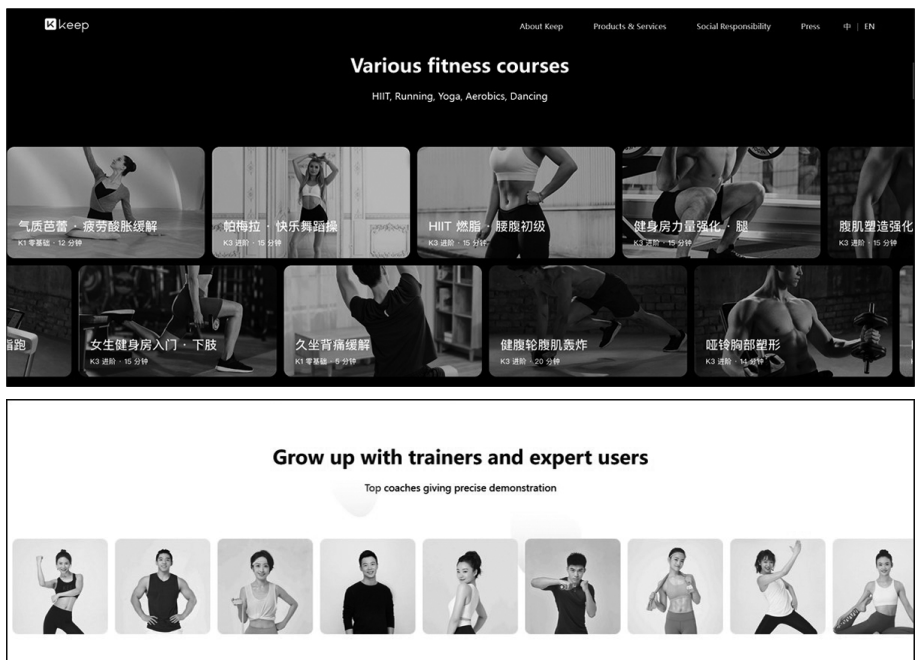 keep
About Keep
Products & Services
Social Responsibility
Press
中 | EN
Various fitness courses
HIIT, Running, Yoga, Aerobics, Dancing
气质芭蕾 · 疲劳酸胀缓解
K1 零基础 · 12 分钟
帕梅拉 · 快乐舞蹈操
K3 进阶 · 15 分钟
HIIT 燃脂 · 腰腹初级
K3 进阶 · 15 分钟
健身房力量强化 · 腿
K3 进阶 · 15 分钟
腹肌塑造强化
K3 进阶 · 15 分钟
脂跑
女生健身房入门 · 下肢
K3 进阶 · 15 分钟
久坐背痛缓解
K1 零基础 · 5 分钟
健腹轮腹肌轰炸
K3 进阶 · 20 分钟
哑铃胸部塑形
K3 进阶 · 14 分钟
Grow up with trainers and expert users
Top coaches giving precise demonstration